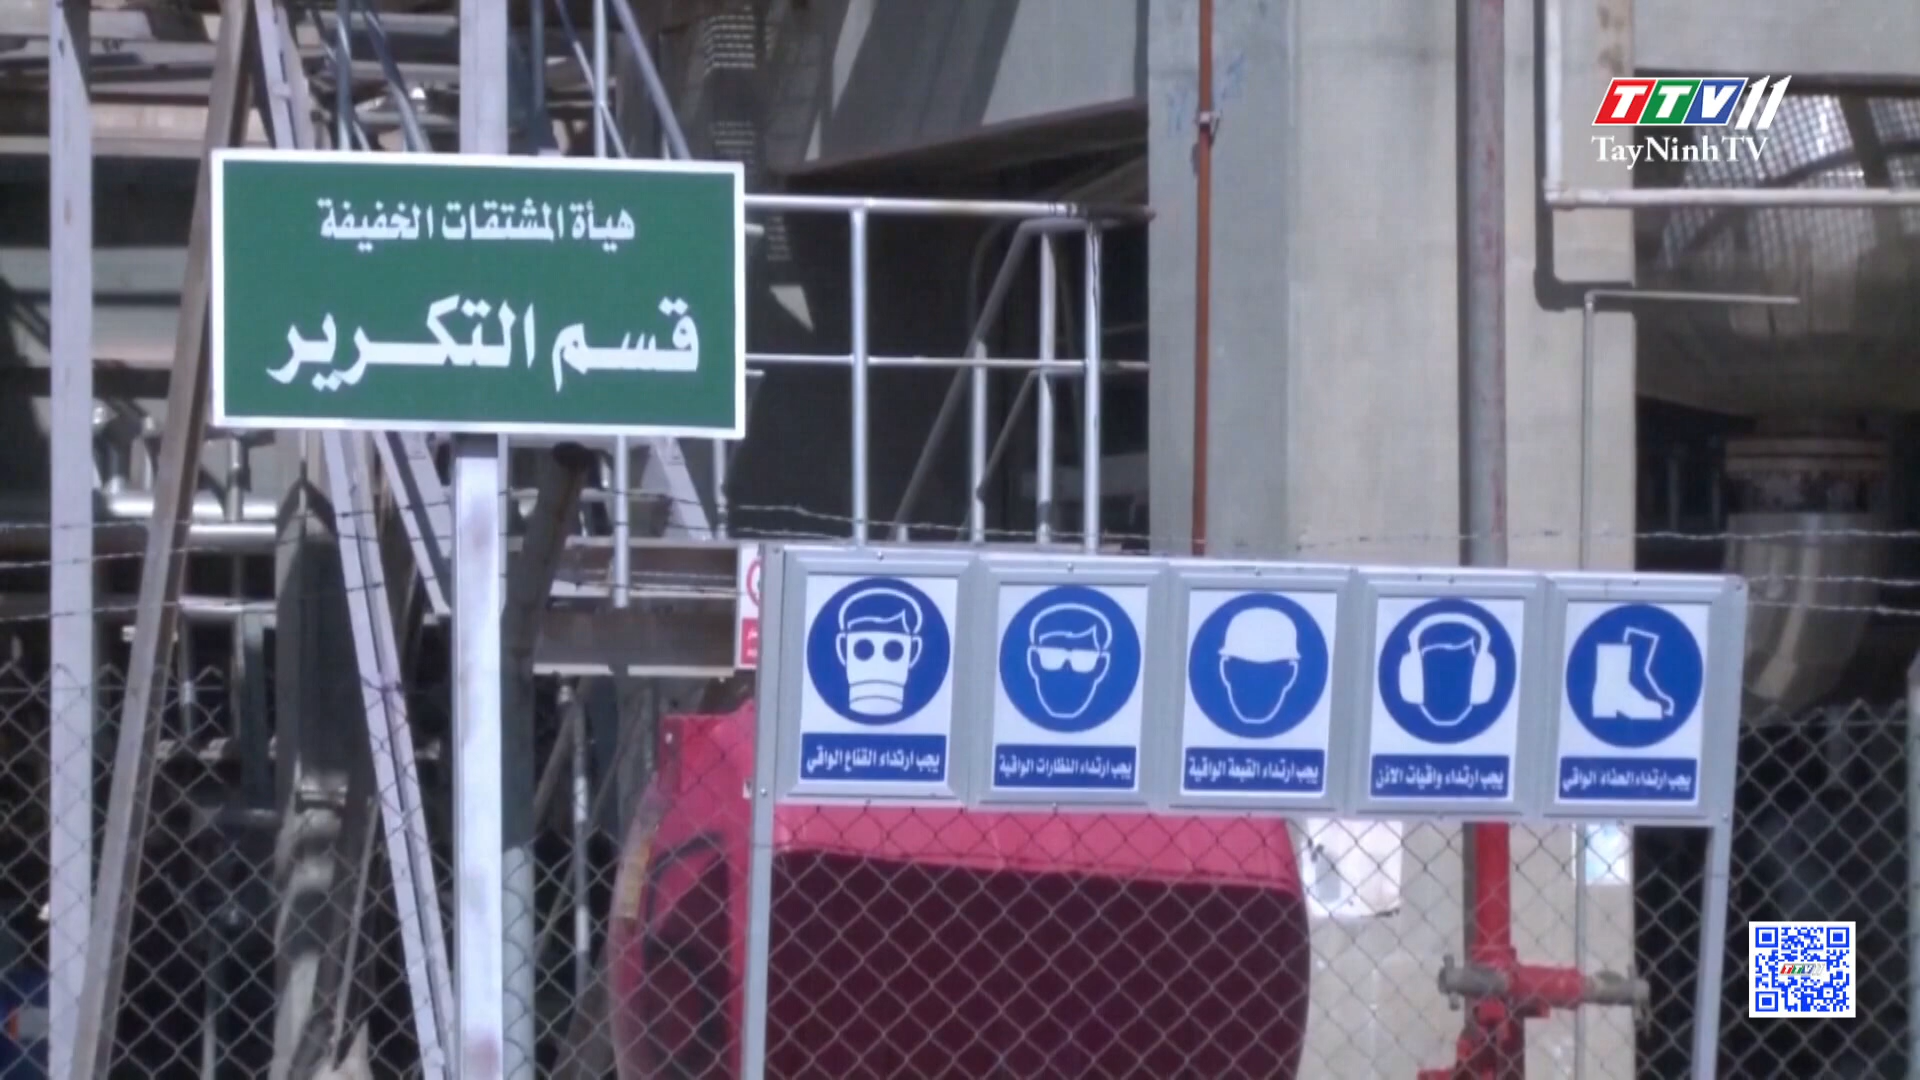 TTV11
TayNinhTV
هيأة المشتقات الخفيفة
قسم التكرير
يجب ارتداء القناع الواقي
يجب ارتداء النظارات الواقية
يجب ارتداء القبعة الواقية
يجب ارتداء واقيات الاذن
يجب ارتداء الحذاء الواقي